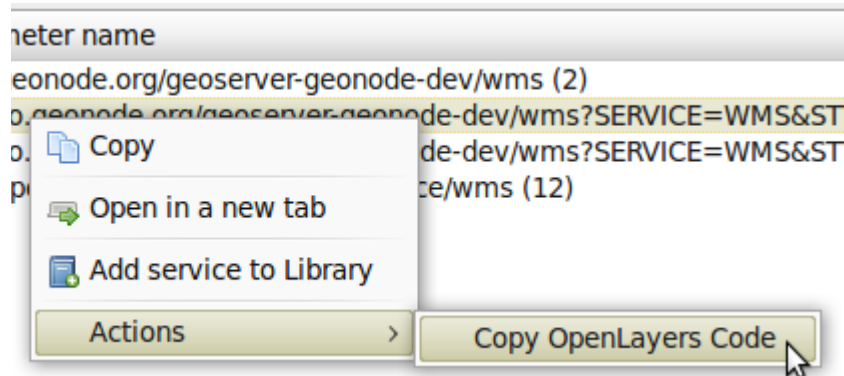 meter name
eonode.org/geoserver-geonode-dev/wms (2)
o.geonode.org/geoserver-geonode-dev/wms?SERVICE=WMS&ST
o. de-dev/wms?SERVICE=WMS&ST
ce/wms (12)
Copy
Open in a new tab
Add service to Library
Actions
Copy OpenLayers Code